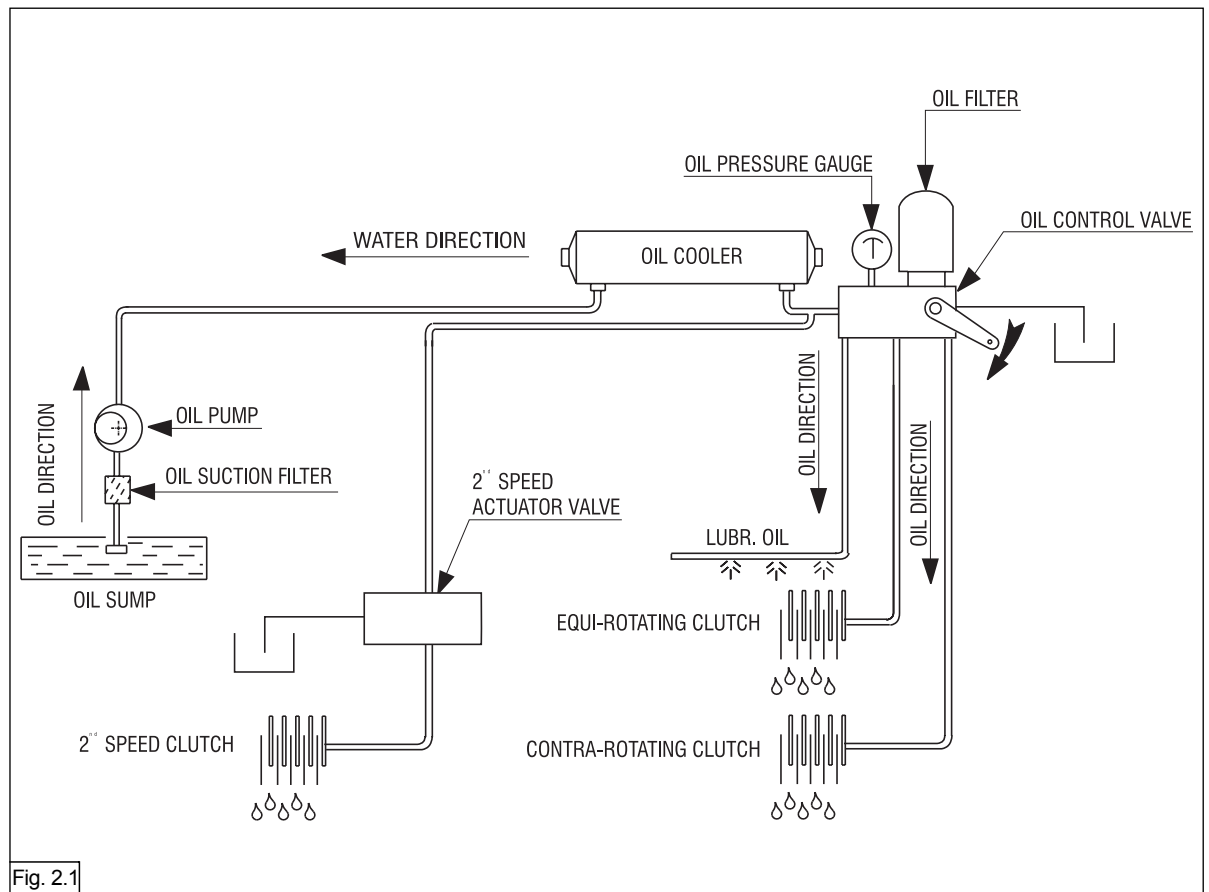 OIL FILTER
OIL PRESSURE GAUGE
OIL CONTROL VALVE
WATER DIRECTION
OIL COOLER
OIL DIRECTION
OIL PUMP
OIL SUCTION FILTER
OIL SUMP
2" SPEED
ACTUATOR VALVE
OIL DIRECTION
OIL DIRECTION
LUBR. OIL
EQUI-ROTATING CLUTCH
2nd SPEED CLUTCH
CONTRA-ROTATING CLUTCH
Fig. 2.1